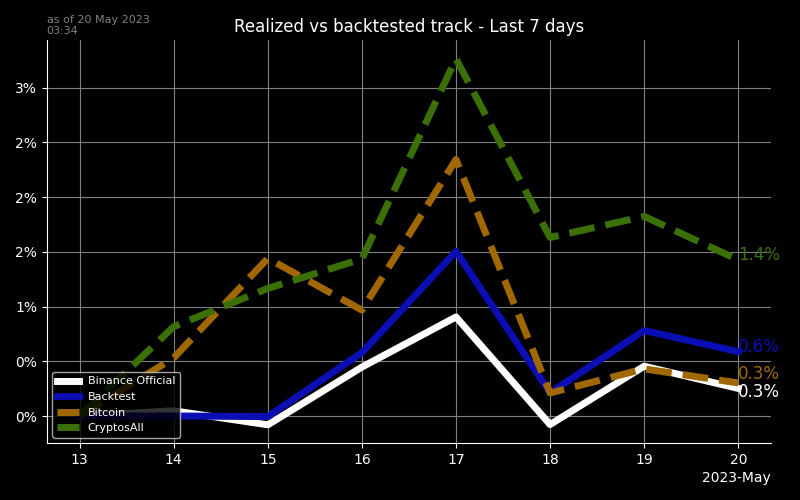 as of 20 May 2023
03:34
Realized vs backtested track - Last 7 days
3%
2%
2%
2%
1%
0%
0%
1.4%
0.6%
0.3%
0.3%
Binance Official
Backtest
Bitcoin
CryptosAll
13 14 15 16 17 18 19 20
2023-May